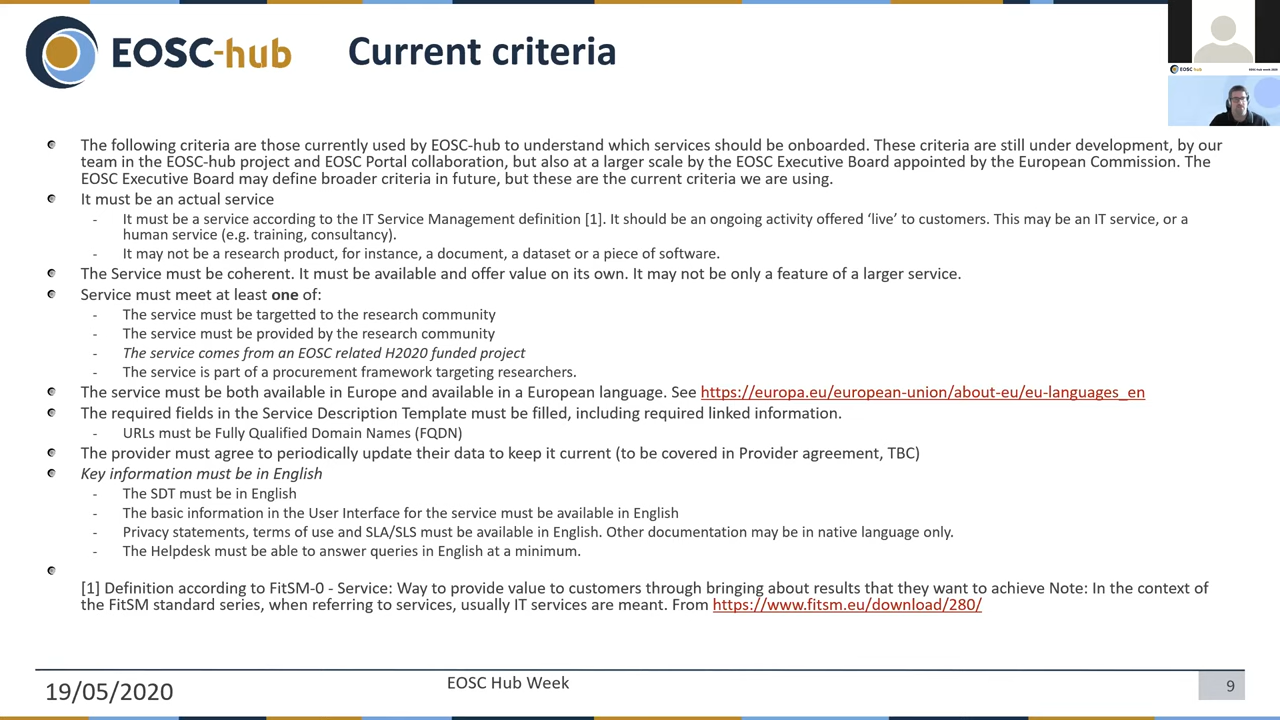 EOSC-hub
Current criteria
EOSC-hub
The following criteria are those currently used by EOSC-hub to understand which services should be onboarded. These criteria are still under development, by our
team in the EOSC-hub project and EOSC Portal collaboration, but also at a larger scale by the EOSC Executive Board appointed by the European Commission. The
EOSC Executive Board may define broader criteria in future, but these are the current criteria we are using.
It must be an actual service
- It must be a service according to the IT Service Management definition [1]. It should be an ongoing activity offered ‘live’ to customers. This may be an IT service, or a
human service (e.g. training, consultancy).
- It may not be a research product, for instance, a document, a dataset or a piece of software.
The Service must be coherent. It must be available and offer value on its own. It may not be only a feature of a larger service.
Service must meet at least one of:
- The service must be targetted to the research community
- The service must be provided by the research community
- The service comes from an EOSC related H2020 funded project
- The service is part of a procurement framework targeting researchers.
The service must be both available in Europe and available in a European language. See https://europa.eu/european-union/about-eu/eu-languages_en
The required fields in the Service Description Template must be filled, including required linked information.
- URLs must be Fully Qualified Domain Names (FQDN)
The provider must agree to periodically update their data to keep it current (to be covered in Provider agreement, TBC)
Key information must be in English
- The SDT must be in English
- The basic information in the User Interface for the service must be available in English
- Privacy statements, terms of use and SLA/SLS must be available in English. Other documentation may be in native language only.
- The Helpdesk must be able to answer queries in English at a minimum.
[1] Definition according to FitSM-0 - Service: Way to provide value to customers through bringing about results that they want to achieve Note: In the context of
the FitSM standard series, when referring to services, usually IT services are meant. From https://www.fitsm.eu/download/280/
19/05/2020
EOSC Hub Week
9